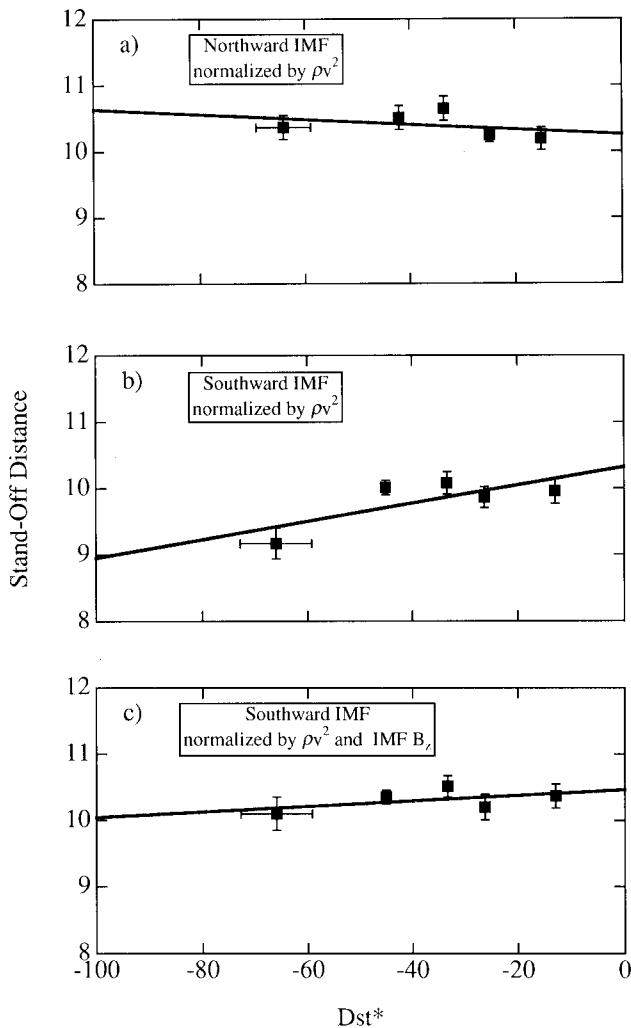 a)
Northward IMF
normalized by ρv²
12
11
10
9
8
b)
Southward IMF
normalized by ρv²
12
11
10
9
8
Stand-Off Distance
c)
Southward IMF
normalized by ρv² and IMF B_z
12
11
10
9
8
-100 -80 -60 -40 -20 0
Dst*